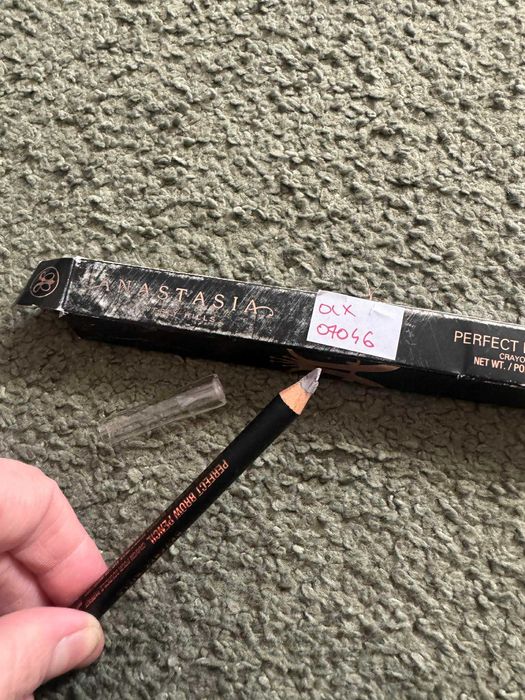 ANASTASIA
OLX
07046
PERFECT
CRAYO
NET WT. / PO
PERFECT BROW PENCIL